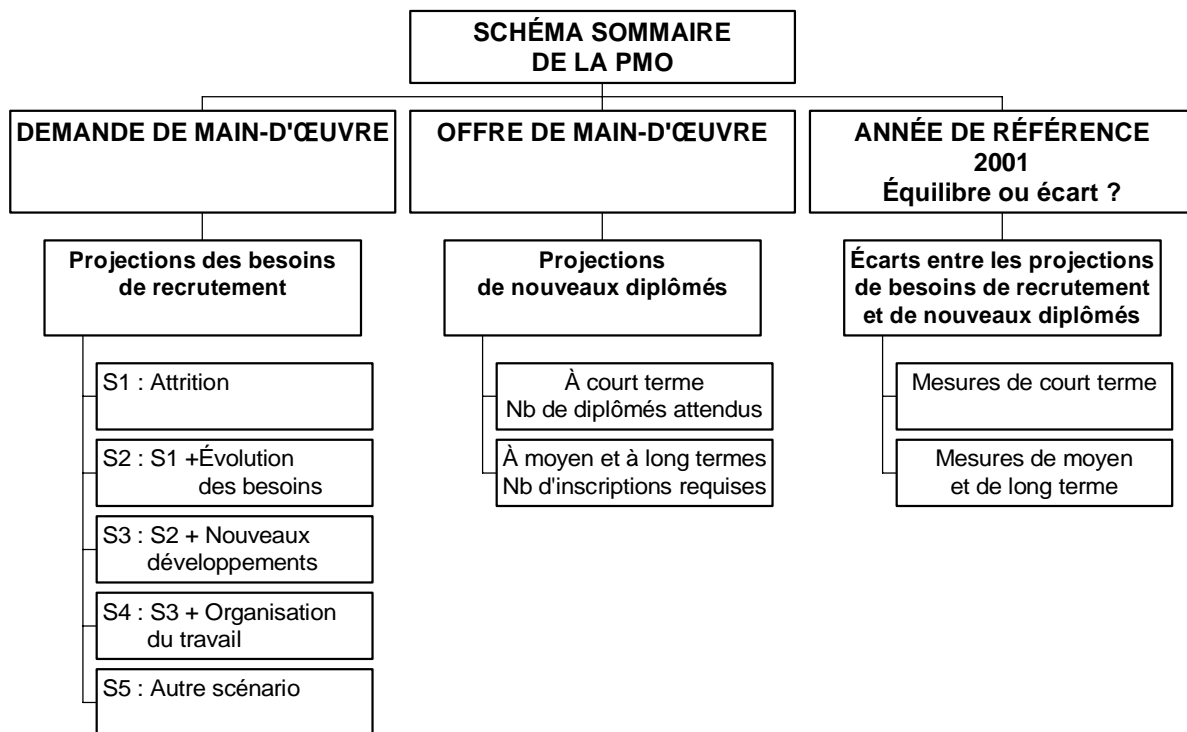 SCHÉMA SOMMAIRE
DE LA PMO
DEMANDE DE MAIN-D'ŒUVRE
OFFRE DE MAIN-D'ŒUVRE
ANNÉE DE RÉFÉRENCE
2001
Équilibre ou écart ?
Projections des besoins
de recrutement
Projections
de nouveaux diplômés
Écarts entre les projections
de besoins de recrutement
et de nouveaux diplômés
S1 : Attrition
S2 : S1 +Évolution
des besoins
S3 : S2 + Nouveaux
développements
S4 : S3 + Organisation
du travail
S5 : Autre scénario
À court terme
Nb de diplômés attendus
À moyen et à long termes
Nb d'inscriptions requises
Mesures de court terme
Mesures de moyen
et de long terme